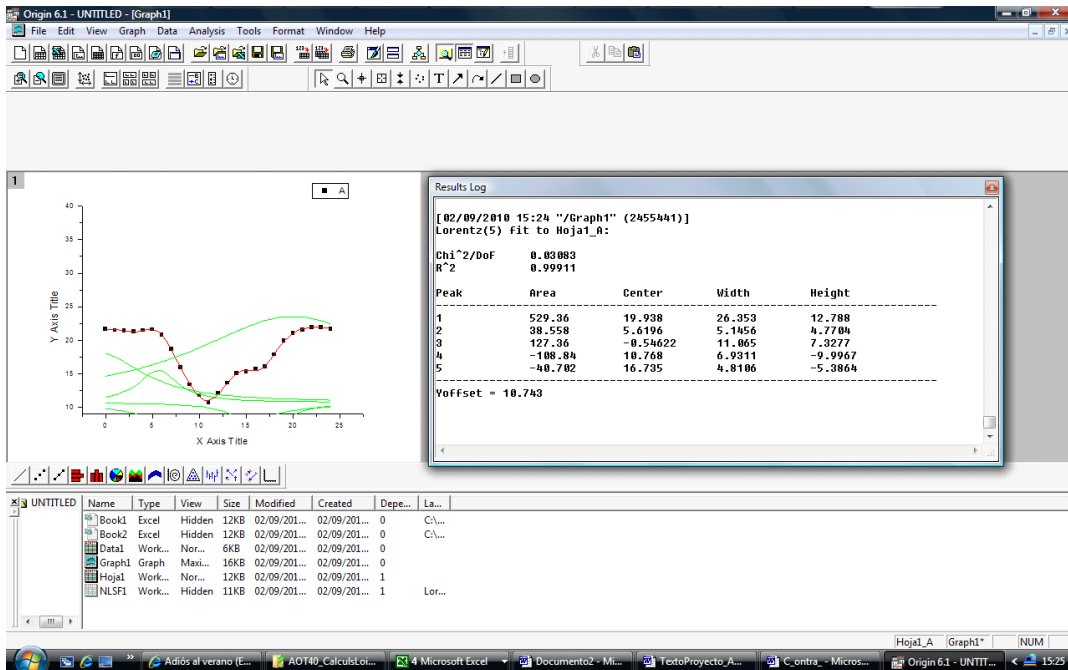 Origin 6.1 - UNTITLED - [Graph1]
File Edit View Graph Data Analysis Tools Format Window Help
1
A
40
35
30
25
20
15
10
Y Axis Title
0 5 10 15 20 25
X Axis Title
Results Log
[02/09/2010 15:24 "/Graph1" (2455441)]
Lorentz(5) fit to Hoja1_A:
Chi^2/DoF 0.03083
R^2 0.99911
Peak Area Center Width Height
1 529.36 19.938 26.353 12.788
2 38.558 5.6196 5.1456 4.7704
3 127.36 -0.54622 11.065 7.3277
4 -108.84 10.768 6.9311 -9.9967
5 -40.702 16.735 4.8106 -5.3864
Yoffset = 10.743
UNTITLED
Name Type View Size Modified Created Depe... La...
Book1 Excel Hidden 12KB 02/09/201... 02/09/201... 0 C:\...
Book2 Excel Hidden 12KB 02/09/201... 02/09/201... 0 C:\...
Data1 Work... Nor... 6KB 02/09/201... 02/09/201... 0
Graph1 Graph Maxi... 16KB 02/09/201... 02/09/201... 0
Hoja1 Work... Nor... 12KB 02/09/201... 02/09/201... 1
NLSF1 Work... Hidden 11KB 02/09/201... 02/09/201... 1 Lor...
Hoja1_A Graph1* NUM
Adiós al verano (E... AOT40_CalculsLoi... 4 Microsoft Excel Documento2 - Mi... TextoProyecto_A... C_ontra_ - Micros... Origin 6.1 - UNTIT... 15:25